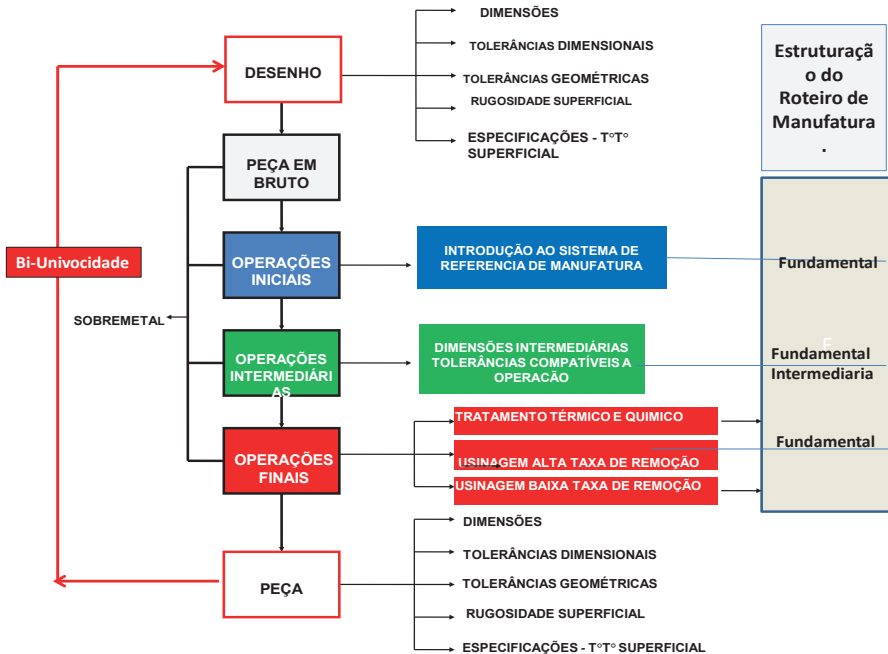 DIMENSÕES
TOLERÂNCIAS DIMENSIONAIS
DESENHO
TOLERÂNCIAS GEOMÉTRICAS
RUGOSIDADE SUPERFICIAL
ESPECIFICAÇÕES - T°T°
SUPERFICIAL
Estruturaçã
o do
Roteiro de
Manufatura
.
PEÇA EM
BRUTO
Bi-Univocidade
OPERAÇÕES
INICIAIS
INTRODUÇÃO AO SISTEMA DE
REFERENCIA DE MANUFATURA
Fundamental
SOBREMETAL
OPERAÇÕES
INTERMEDIÁRI
AS
DIMENSÕES INTERMEDIÁRIAS
TOLERÂNCIAS COMPATÍVEIS A
OPERACÃO
F
Fundamental
Intermediaria
OPERAÇÕES
FINAIS
TRATAMENTO TÉRMICO E QUIMICO
USINAGEM ALTA TAXA DE REMOÇÃO
USINAGEM BAIXA TAXA DE REMOÇÃO
Fundamental
PEÇA
DIMENSÕES
TOLERÂNCIAS DIMENSIONAIS
TOLERÂNCIAS GEOMÉTRICAS
RUGOSIDADE SUPERFICIAL
ESPECIFICAÇÕES - T°T° SUPERFICIAL